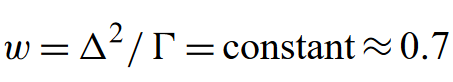 w = Δ²/Γ = constant ≈ 0.7